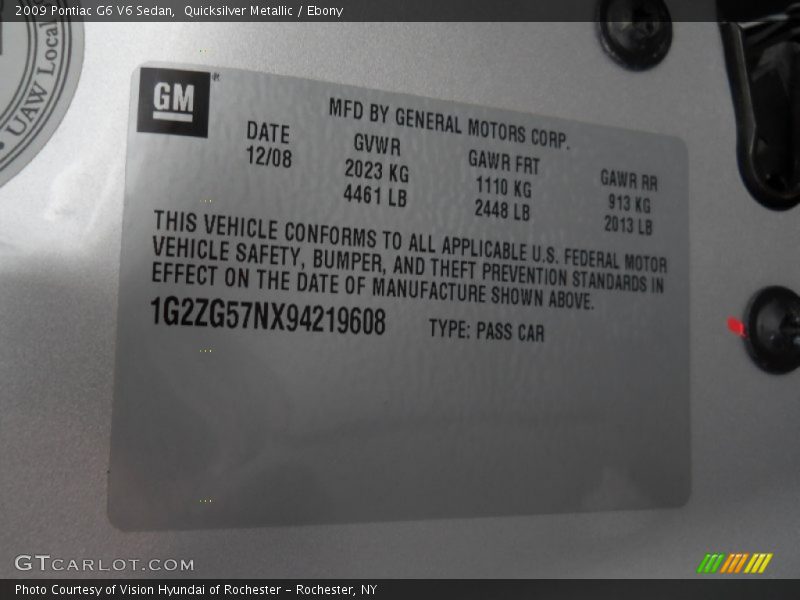 2009 Pontiac G6 V6 Sedan,  Quicksilver Metallic / Ebony
UAW Local
GM ®
MFD BY GENERAL MOTORS CORP.
DATE GVWR GAWR FRT GAWR RR
12/08 2023 KG 1110 KG 913 KG
4461 LB 2448 LB 2013 LB
THIS VEHICLE CONFORMS TO ALL APPLICABLE U.S. FEDERAL MOTOR
VEHICLE SAFETY, BUMPER, AND THEFT PREVENTION STANDARDS IN
EFFECT ON THE DATE OF MANUFACTURE SHOWN ABOVE.
1G2ZG57NX94219608 TYPE: PASS CAR
GTCARLOT.COM
Photo Courtesy of Vision Hyundai of Rochester – Rochester, NY